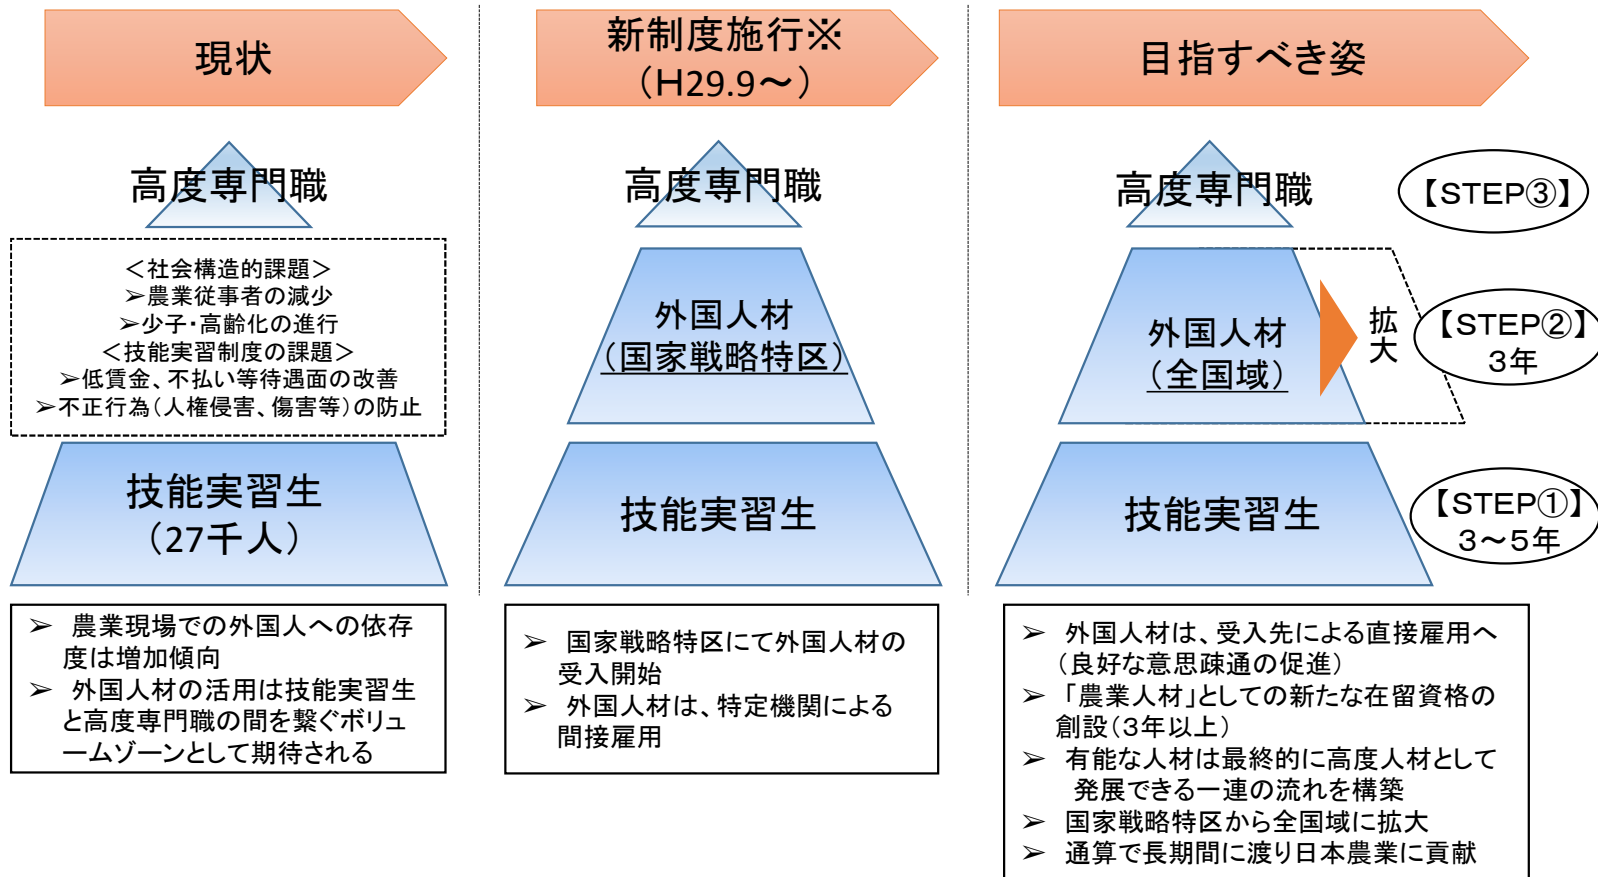 現状
高度専門職
＜社会構造的課題＞
➢農業従事者の減少
➢少子・高齢化の進行
＜技能実習制度の課題＞
➢低賃金、不払い等待遇面の改善
➢不正行為（人権侵害、傷害等）の防止
技能実習生
（27千人）
➢ 農業現場での外国人への依存
度は増加傾向
➢ 外国人材の活用は技能実習生
と高度専門職の間を繋ぐボリュ
ームゾーンとして期待される
新制度施行※
（H29.9～）
高度専門職
外国人材
（国家戦略特区）
技能実習生
➢ 国家戦略特区にて外国人材の
受入開始
➢ 外国人材は、特定機関による
間接雇用
目指すべき姿
高度専門職
【STEP③】
外国人材
（全国域）
拡大
【STEP②】
３年
技能実習生
【STEP①】
３～５年
➢ 外国人材は、受入先による直接雇用へ
（良好な意思疎通の促進）
➢ 「農業人材」としての新たな在留資格の
創設（３年以上）
➢ 有能な人材は最終的に高度人材として
発展できる一連の流れを構築
➢ 国家戦略特区から全国域に拡大
➢ 通算で長期間に渡り日本農業に貢献